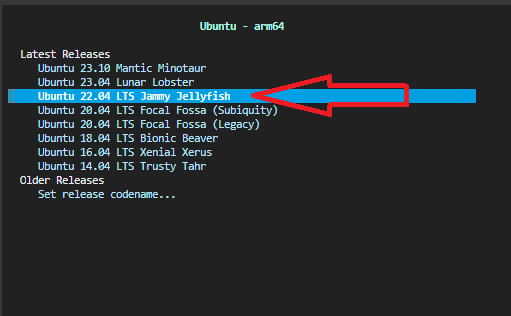 Ubuntu - arm64
Latest Releases
Ubuntu 23.10 Mantic Minotaur
Ubuntu 23.04 Lunar Lobster
Ubuntu 22.04 LTS Jammy Jellyfish
Ubuntu 20.04 LTS Focal Fossa (Subiquity)
Ubuntu 20.04 LTS Focal Fossa (Legacy)
Ubuntu 18.04 LTS Bionic Beaver
Ubuntu 16.04 LTS Xenial Xerus
Ubuntu 14.04 LTS Trusty Tahr
Older Releases
Set release codename...